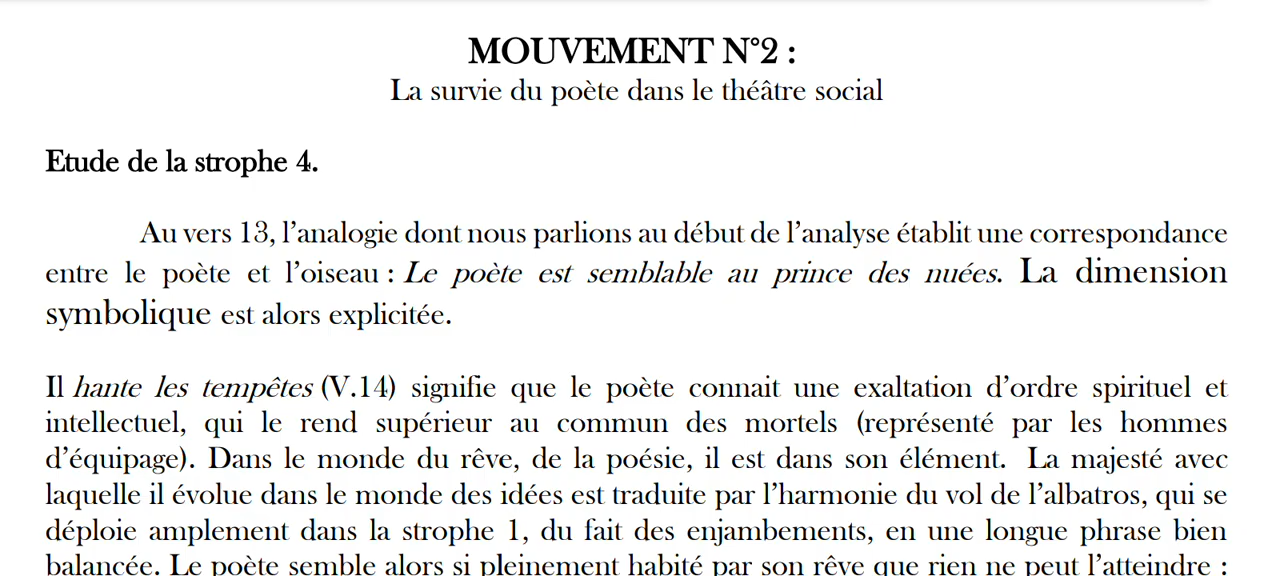 MOUVEMENT N°2 :
La survie du poète dans le théâtre social
Etude de la strophe 4.
Au vers 13, l’analogie dont nous parlions au début de l’analyse établit une correspondance
entre le poète et l’oiseau : Le poète est semblable au prince des nuées. La dimension
symbolique est alors explicitée.
Il hante les tempêtes (V.14) signifie que le poète connait une exaltation d’ordre spirituel et
intellectuel, qui le rend supérieur au commun des mortels (représenté par les hommes
d’équipage). Dans le monde du rêve, de la poésie, il est dans son élément. La majesté avec
laquelle il évolue dans le monde des idées est traduite par l’harmonie du vol de l’albatros, qui se
déploie amplement dans la strophe 1, du fait des enjambements, en une longue phrase bien
balancée. Le poète semble alors si pleinement habité par son rêve que rien ne peut l’atteindre :